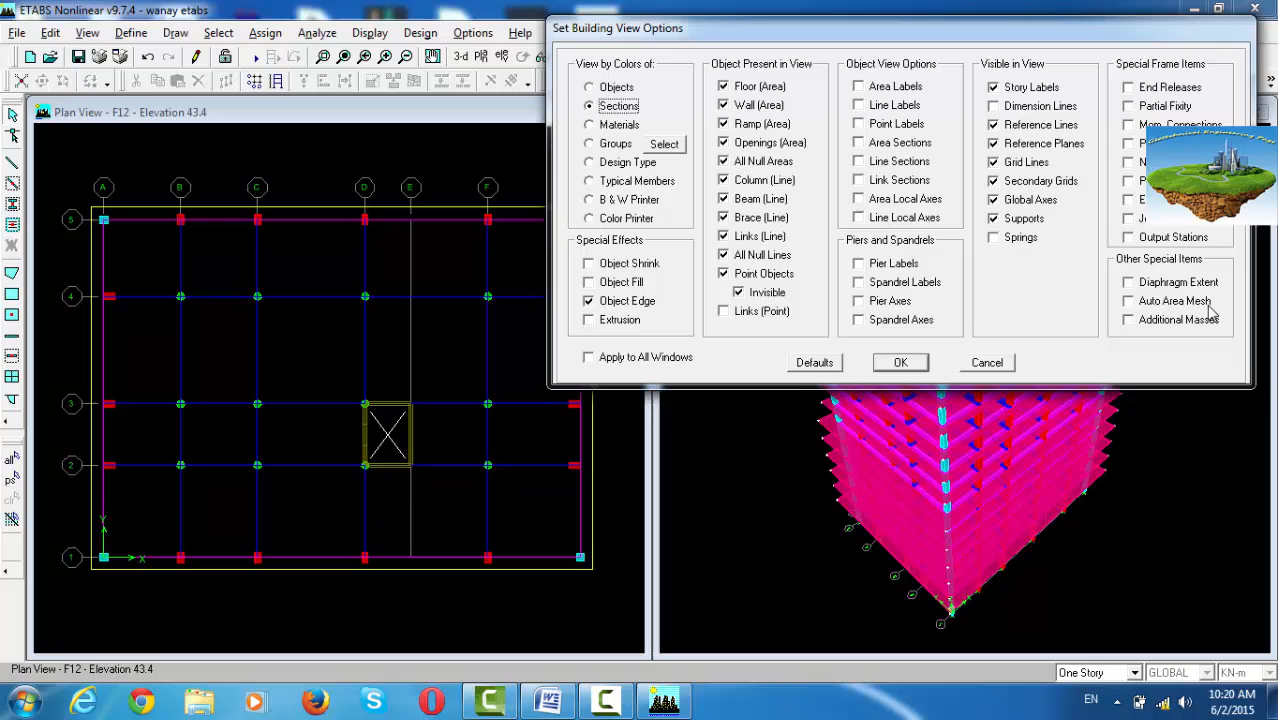 ETABS Nonlinear v9.7.4 - wanay etabs
File Edit View Define Draw Select Assign Analyze Display Design Options Help
3-d
Plan View - F12 - Elevation 43.4
A B C D E F
5
4
3
2
1
Y
X
all
ps
clr
Set Building View Options
View by Colors of:
Objects
Sections
Materials
Groups
Select
Design Type
Typical Members
B & W Printer
Color Printer
Special Effects
Object Shrink
Object Fill
Object Edge
Extrusion
Apply to All Windows
Object Present in View
Floor (Area)
Wall (Area)
Ramp (Area)
Openings (Area)
All Null Areas
Column (Line)
Beam (Line)
Brace (Line)
Links (Line)
All Null Lines
Point Objects
Invisible
Links (Point)
Object View Options
Area Labels
Line Labels
Point Labels
Area Sections
Line Sections
Link Sections
Area Local Axes
Line Local Axes
Piers and Spandrels
Pier Labels
Spandrel Labels
Pier Axes
Spandrel Axes
Visible in View
Story Labels
Dimension Lines
Reference Lines
Reference Planes
Grid Lines
Secondary Grids
Global Axes
Supports
Springs
Special Frame Items
End Releases
Partial Fixity
Mom. Connections
Output Stations
Other Special Items
Diaphragm Extent
Auto Area Mesh
Additional Masses
Defaults
OK
Cancel
Plan View - F12 - Elevation 43.4
One Story
GLOBAL
KN-m
EN
10:20 AM
6/2/2015